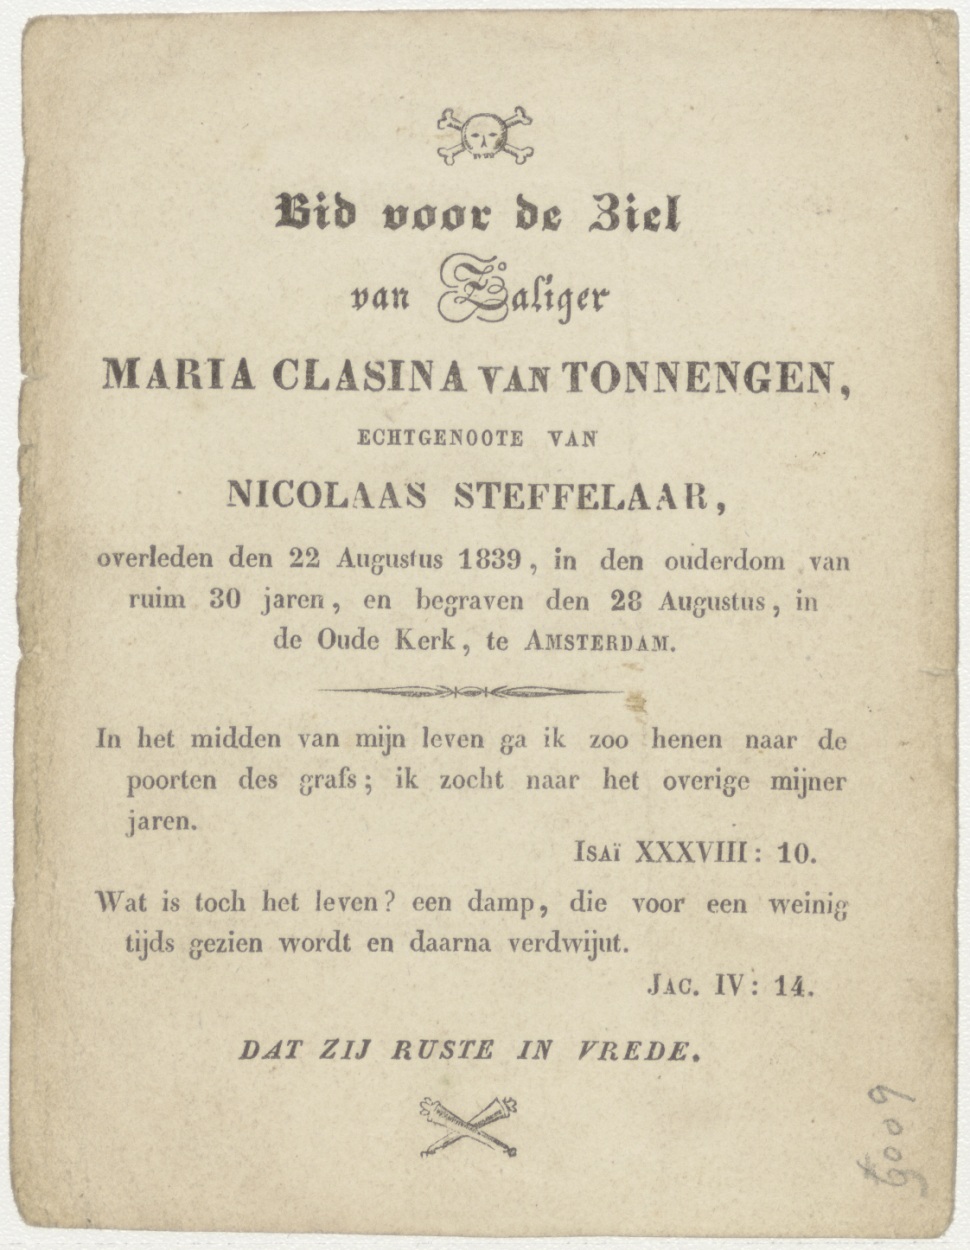 Bid voor de Ziel
van Zaliger
MARIA CLASINA VAN TONNENGEN,
ECHTGENOOTE VAN
NICOLAAS STEFFELAAR,
overleden den 22 Augustus 1839, in den ouderdom van
ruim 30 jaren, en begraven den 28 Augustus, in
de Oude Kerk, te AMSTERDAM.
In het midden van mijn leven ga ik zoo henen naar de
poorten des grafs; ik zocht naar het overige mijner
jaren.
ISAÏ XXXVIII: 10.
Wat is toch het leven? een damp, die voor een weinig
tijds gezien wordt en daarna verdwijut.
JAC. IV: 14.
DAT ZIJ RUSTE IN VREDE.